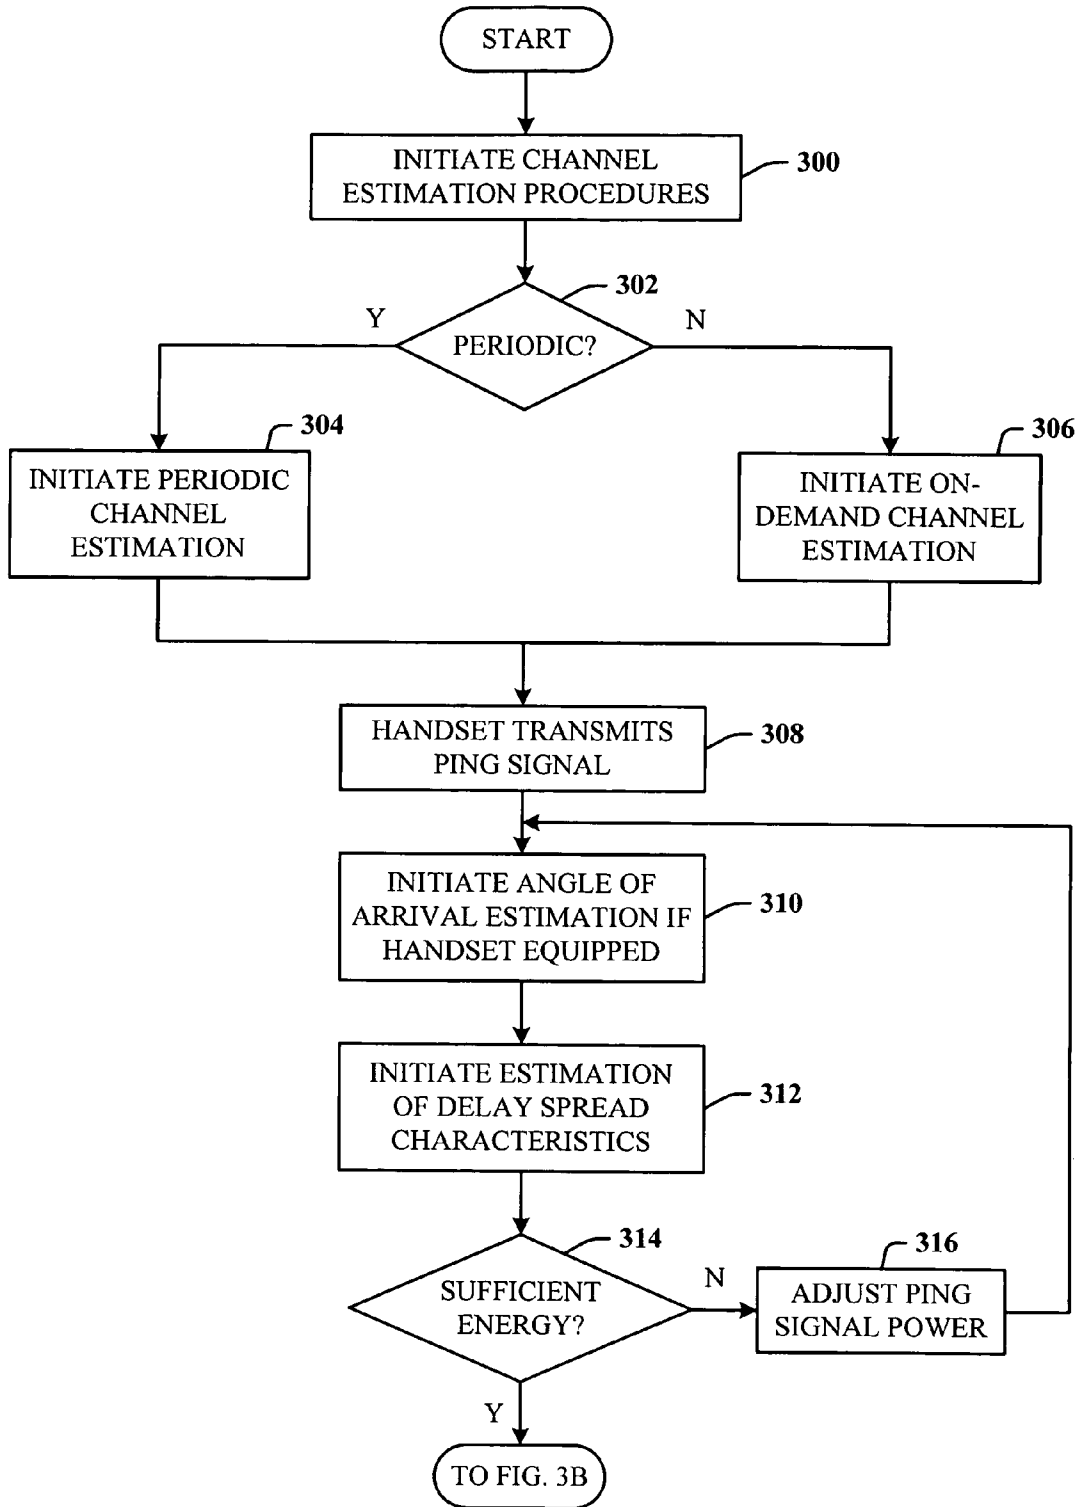 START
INITIATE CHANNEL
ESTIMATION PROCEDURES
300
302
Y
PERIODIC?
N
304
INITIATE PERIODIC
CHANNEL
ESTIMATION
306
INITIATE ON-
DEMAND CHANNEL
ESTIMATION
HANDSET TRANSMITS
PING SIGNAL
308
INITIATE ANGLE OF
ARRIVAL ESTIMATION IF
HANDSET EQUIPPED
310
INITIATE ESTIMATION
OF DELAY SPREAD
CHARACTERISTICS
312
314
SUFFICIENT
ENERGY?
N
316
ADJUST PING
SIGNAL POWER
Y
TO FIG. 3B